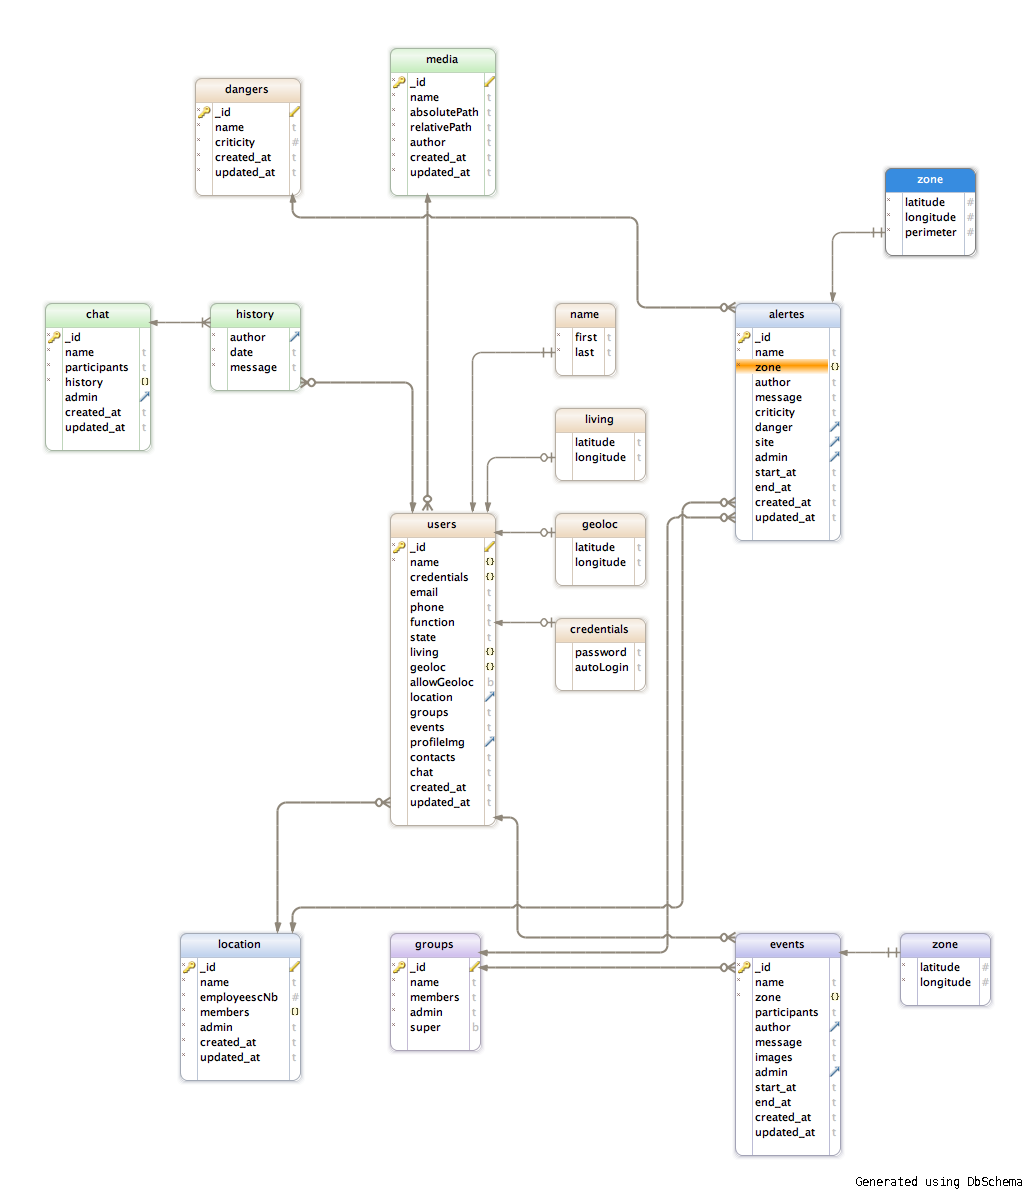 media
_id
name
t
absolutePath
t
relativePath
t
author
t
created_at
t
updated_at
t
dangers
_id
name
t
criticity
#
created_at
t
updated_at
t
zone
latitude
#
longitude
#
perimeter
#
chat
_id
name
t
participants
t
history
[]
admin
created_at
t
updated_at
t
history
author
date
t
message
t
name
first
t
last
t
alertes
_id
name
t
zone
{}
author
t
message
t
criticity
t
danger
site
admin
start_at
t
end_at
t
created_at
t
updated_at
t
living
latitude
t
longitude
t
users
_id
name
{}
credentials
{}
email
t
phone
t
function
t
state
t
living
{}
geoloc
{}
allowGeoloc
b
location
groups
t
events
t
profileImg
contacts
t
chat
t
created_at
t
updated_at
t
geoloc
latitude
t
longitude
t
credentials
password
t
autoLogin
t
location
_id
name
t
employeescNb
#
members
[]
admin
t
created_at
t
updated_at
t
groups
_id
name
t
members
t
admin
t
super
b
events
_id
name
t
zone
{}
participants
t
author
message
t
images
t
admin
start_at
t
end_at
t
created_at
t
updated_at
t
zone
latitude
#
longitude
#
Generated using DbSchema